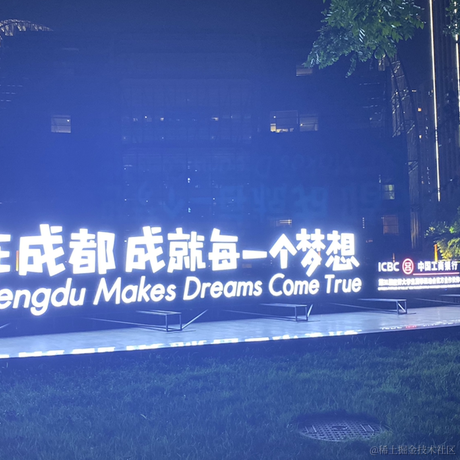 在成都 成就每一个梦想
engdu Makes Dreams Come True
ICBC 中国工商银行
@稀土掘金技术社区